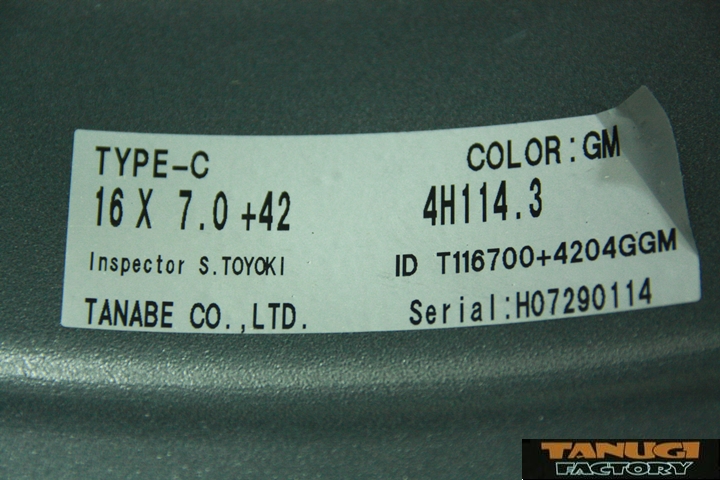 TYPE-C COLOR:GM
16 X 7.0 +42 4H114.3
Inspector S.TOYOKI ID T116700+4204GGM
TANABE CO.,LTD. Serial:H07290114
TANUGI
FACTORY